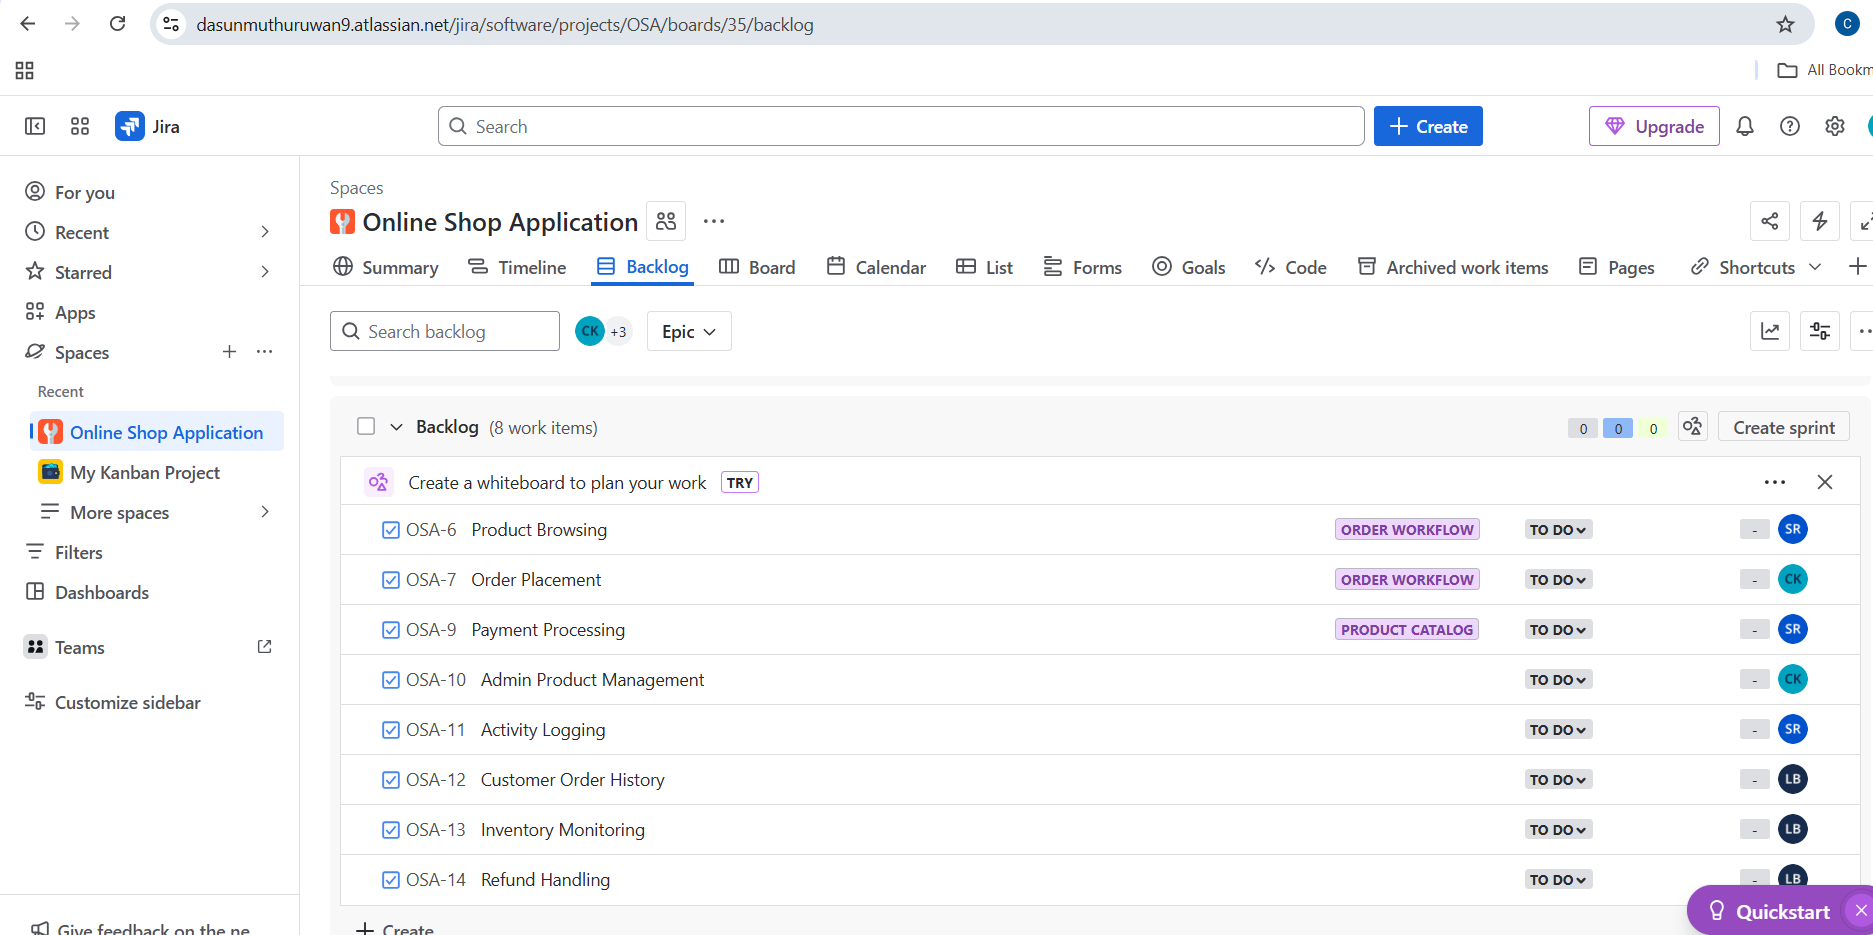 dasunmuthuruwan9.atlassian.net/jira/software/projects/OSA/boards/35/backlog
C
All Bookm
Jira
Search
Create
Upgrade
For you
Recent
Starred
Apps
Spaces
Recent
Online Shop Application
My Kanban Project
More spaces
Filters
Dashboards
Teams
Customize sidebar
Give feedback on the ne
Spaces
Online Shop Application
Summary Timeline Backlog Board Calendar List Forms Goals Code Archived work items Pages Shortcuts
Search backlog CK +3 Epic
Backlog (8 work items) 0 0 0 Create sprint
Create a whiteboard to plan your work TRY
OSA-6 Product Browsing ORDER WORKFLOW TO DO - SR
OSA-7 Order Placement ORDER WORKFLOW TO DO - CK
OSA-9 Payment Processing PRODUCT CATALOG TO DO - SR
OSA-10 Admin Product Management TO DO - CK
OSA-11 Activity Logging TO DO - SR
OSA-12 Customer Order History TO DO - LB
OSA-13 Inventory Monitoring TO DO - LB
OSA-14 Refund Handling TO DO - LB
Create
Quickstart